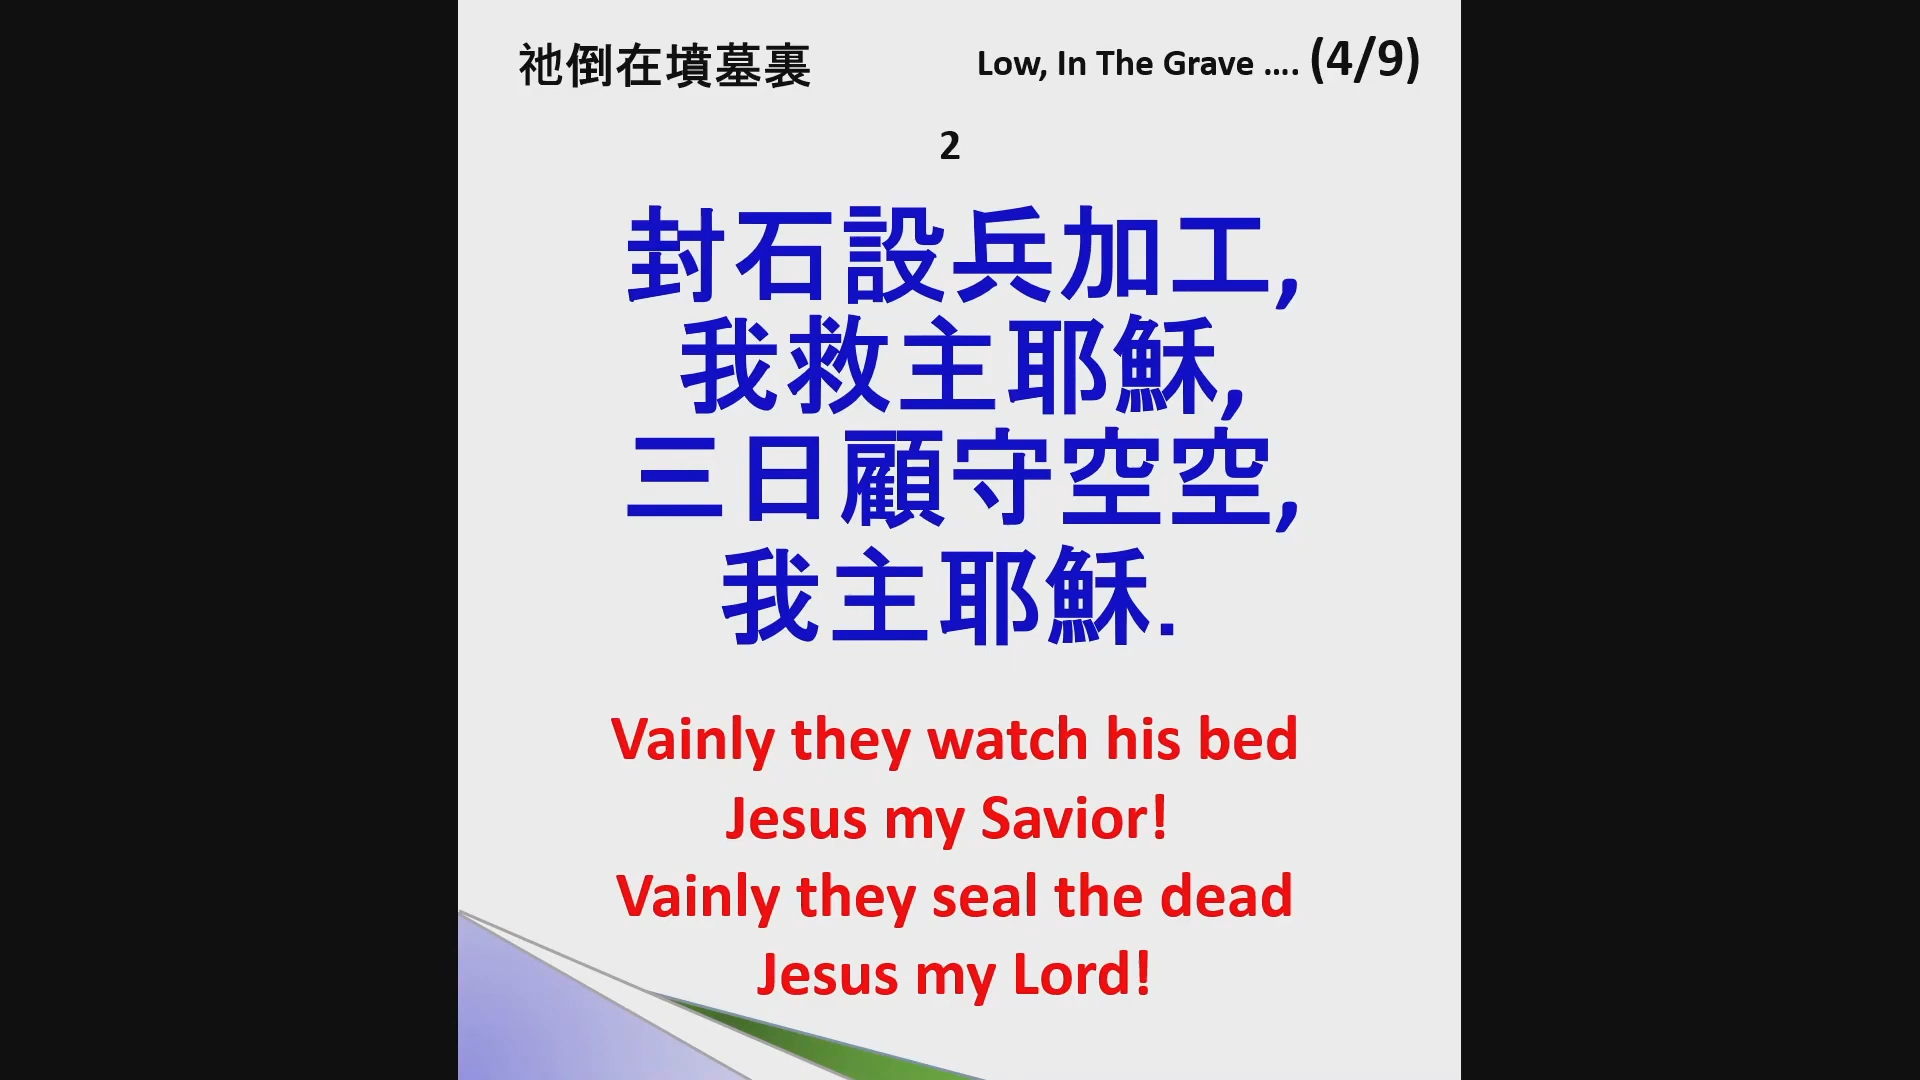 祂倒在墳墓裏
Low, In The Grave .... (4/9)
2
封石設兵加工,
我救主耶穌,
三日顧守空空,
我主耶穌.
Vainly they watch his bed
Jesus my Savior!
Vainly they seal the dead
Jesus my Lord!